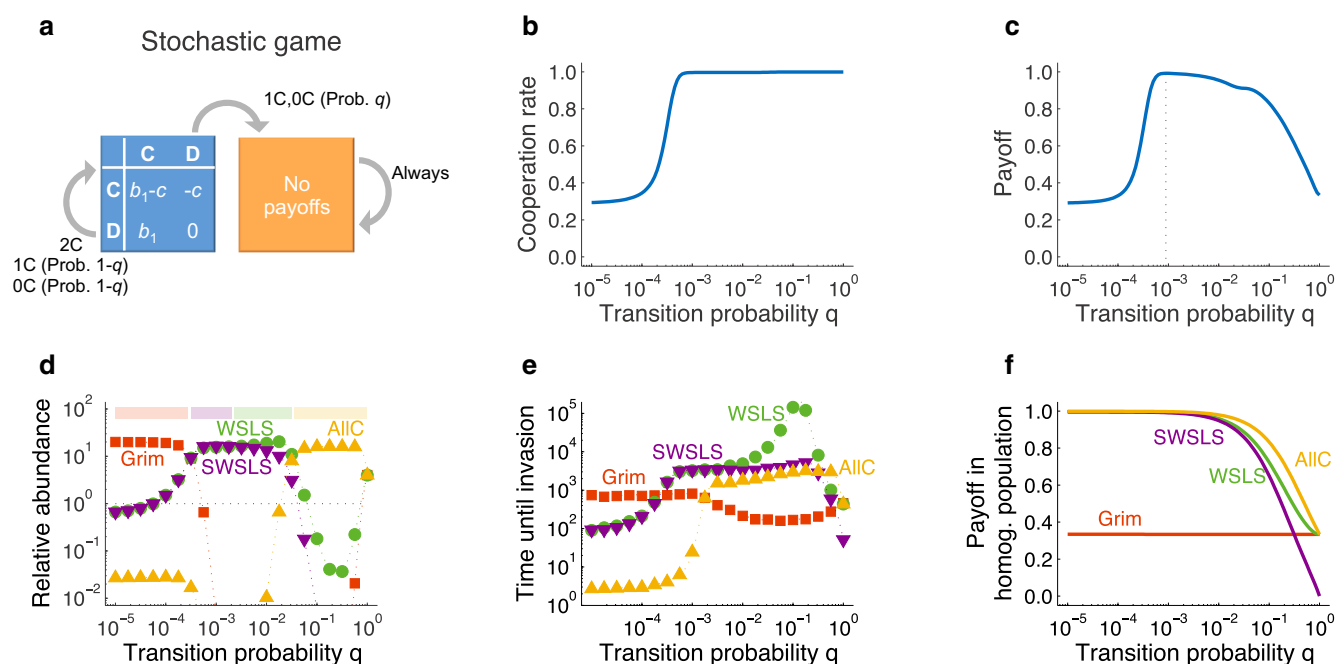 a
Stochastic game
1C,0C (Prob. q)
C D
C b₁-c -c
D b₁ 0
No
payoffs
Always
2C
1C (Prob. 1-q)
0C (Prob. 1-q)
b
Cooperation rate
1.0
0.8
0.6
0.4
0.2
0.0
10⁻⁵ 10⁻⁴ 10⁻³ 10⁻² 10⁻¹ 10⁰
Transition probability q
c
Payoff
1.0
0.8
0.6
0.4
0.2
0.0
10⁻⁵ 10⁻⁴ 10⁻³ 10⁻² 10⁻¹ 10⁰
Transition probability q
d
Relative abundance
10²
10¹
10⁰
10⁻¹
10⁻²
WSLS
AllC
Grim
SWSLS
10⁻⁵ 10⁻⁴ 10⁻³ 10⁻² 10⁻¹ 10⁰
Transition probability q
e
Time until invasion
10⁵
10⁴
10³
10²
10¹
10⁰
WSLS
SWSLS
Grim
AllC
10⁻⁴ 10⁻³ 10⁻² 10⁻¹ 10⁰
Transition probability q
f
Payoff in
homog. population
1.0
0.8
0.6
0.4
0.2
0.0
SWSLS
AllC
WSLS
Grim
10⁻⁵ 10⁻⁴ 10⁻³ 10⁻² 10⁻¹ 10⁰
Transition probability q